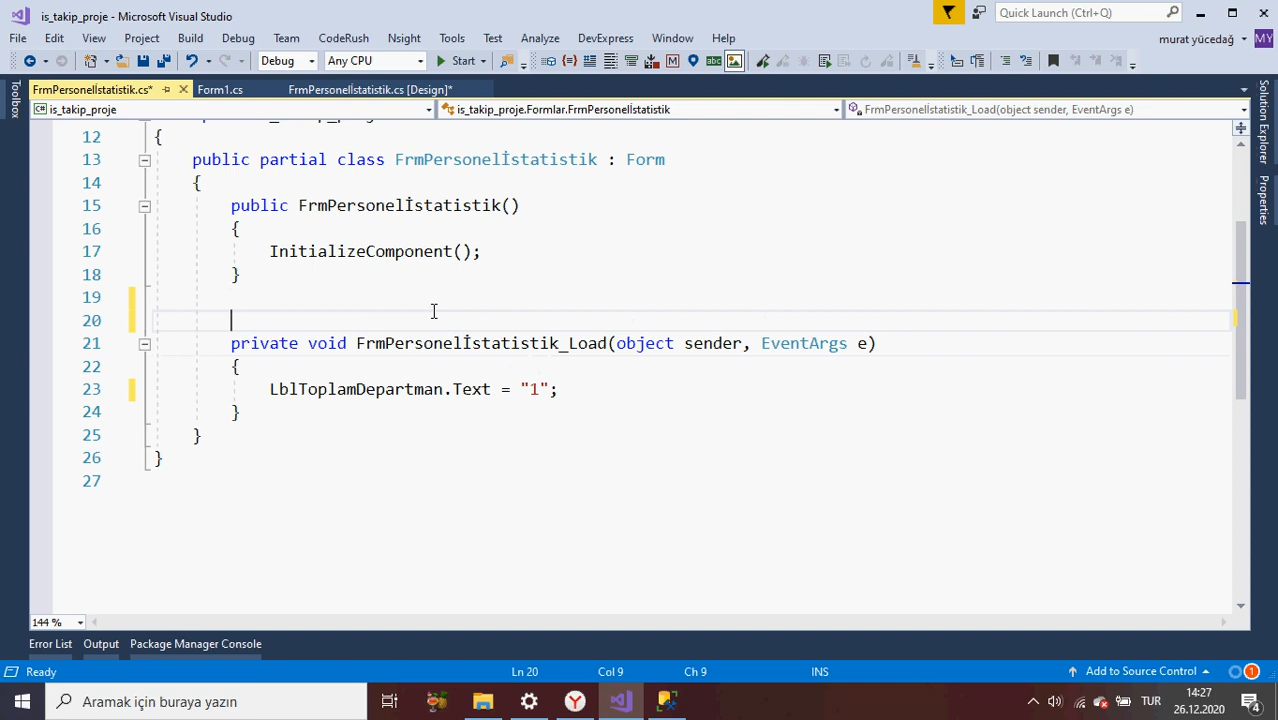 is_takip_proje - Microsoft Visual Studio
Quick Launch (Ctrl+Q)
File Edit View Project Build Debug Team CodeRush Nsight Tools Test Analyze DevExpress Window Help
murat yücedağ MY
Debug Any CPU Start
FrmPersonelİstatistik.cs* Form1.cs FrmPersonelİstatistik.cs [Design]*
is_takip_proje is_takip_proje.Formlar.FrmPersonelİstatistik FrmPersonelİstatistik_Load(object sender, EventArgs e)
Toolbox
Solution Explorer
Properties
12 {
13 public partial class FrmPersonelİstatistik : Form
14 {
15 public FrmPersonelİstatistik()
16 {
17 InitializeComponent();
18 }
19
20
21 private void FrmPersonelİstatistik_Load(object sender, EventArgs e)
22 {
23 LblToplamDepartman.Text = "1";
24 }
25 }
26 }
27
144 %
Error List Output Package Manager Console
Ready Ln 20 Col 9 Ch 9 INS Add to Source Control 1
Aramak için buraya yazın
TUR 14:27
26.12.2020 4